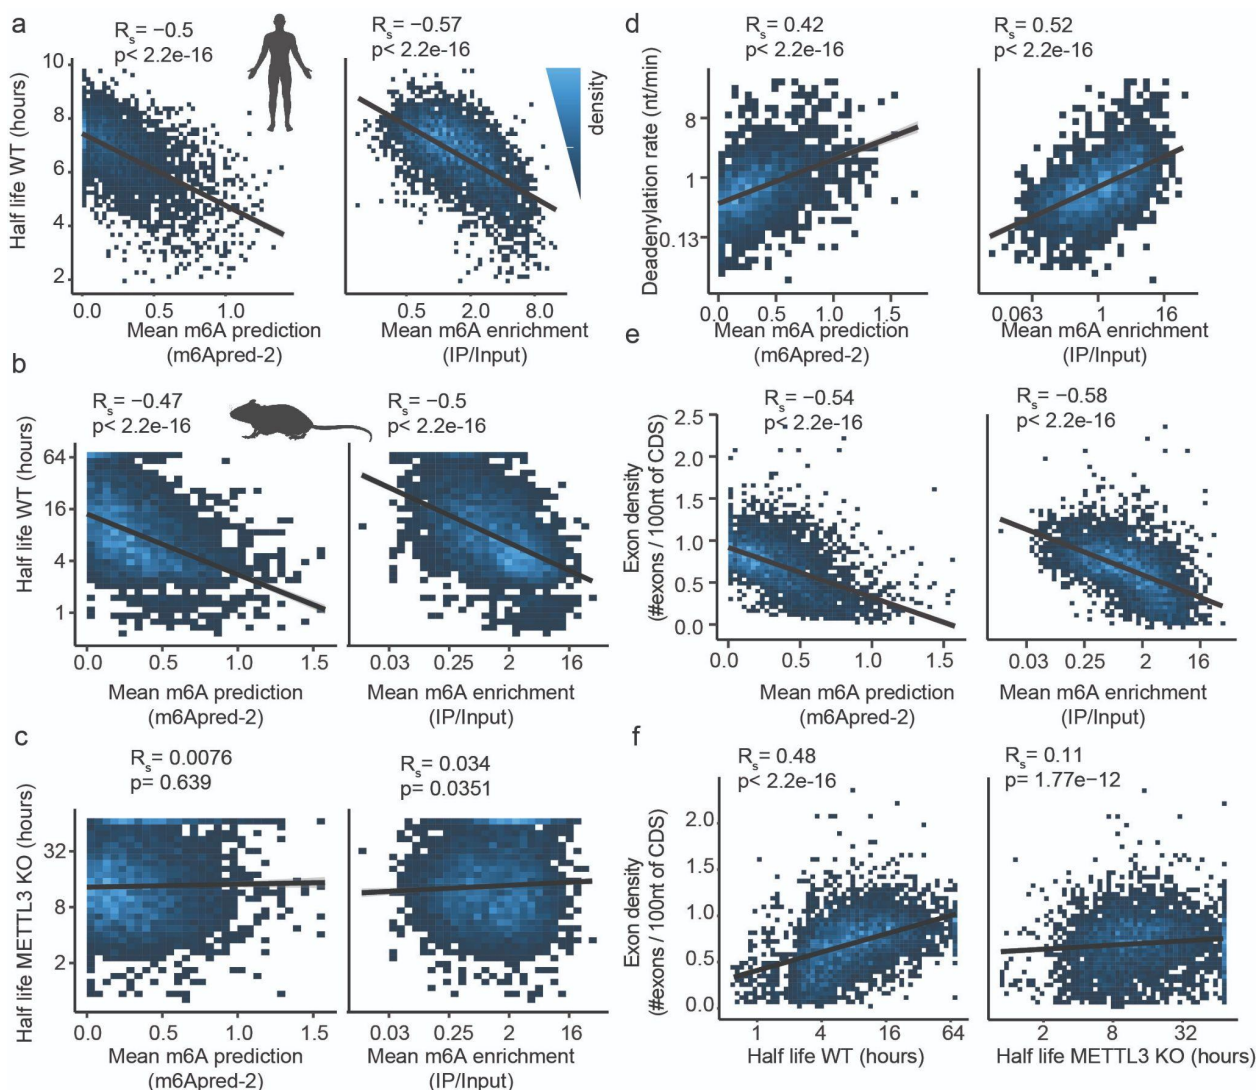 a
Rs= −0.5
p< 2.2e-16
Rs= −0.57
p< 2.2e-16
Half life WT (hours)
10
8
6
4
2
density
0.0 0.5 1.0
Mean m6A prediction
(m6Apred-2)
0.5 2.0 8.0
Mean m6A enrichment
(IP/Input)
b
Rs= −0.47
p< 2.2e-16
Rs= −0.5
p< 2.2e-16
Half life WT (hours)
64
16
4
1
0.0 0.5 1.0 1.5
Mean m6A prediction
(m6Apred-2)
0.03 0.25 2 16
Mean m6A enrichment
(IP/Input)
c
Rs= 0.0076
p= 0.639
Rs= 0.034
p= 0.0351
Half life METTL3 KO (hours)
32
8
2
0.0 0.5 1.0 1.5
Mean m6A prediction
(m6Apred-2)
0.03 0.25 2 16
Mean m6A enrichment
(IP/Input)
d
Rs= 0.42
p< 2.2e-16
Rs= 0.52
p< 2.2e-16
Deadenylation rate (nt/min)
8
1
0.13
0.0 0.5 1.0 1.5
Mean m6A prediction
(m6Apred-2)
0.063 1 16
Mean m6A enrichment
(IP/Input)
e
Rs= −0.54
p< 2.2e-16
Rs= −0.58
p< 2.2e-16
Exon density
(#exons / 100nt of CDS)
2.5
2.0
1.5
1.0
0.5
0.0
0.0 0.5 1.0 1.5
Mean m6A prediction
(m6Apred-2)
0.03 0.25 2 16
Mean m6A enrichment
(IP/Input)
f
Rs= 0.48
p< 2.2e-16
Rs= 0.11
p= 1.77e−12
Exon density
(#exons / 100nt of CDS)
2.0
1.5
1.0
0.5
0.0
1 4 16 64
Half life WT (hours)
2 8 32
Half life METTL3 KO (hours)